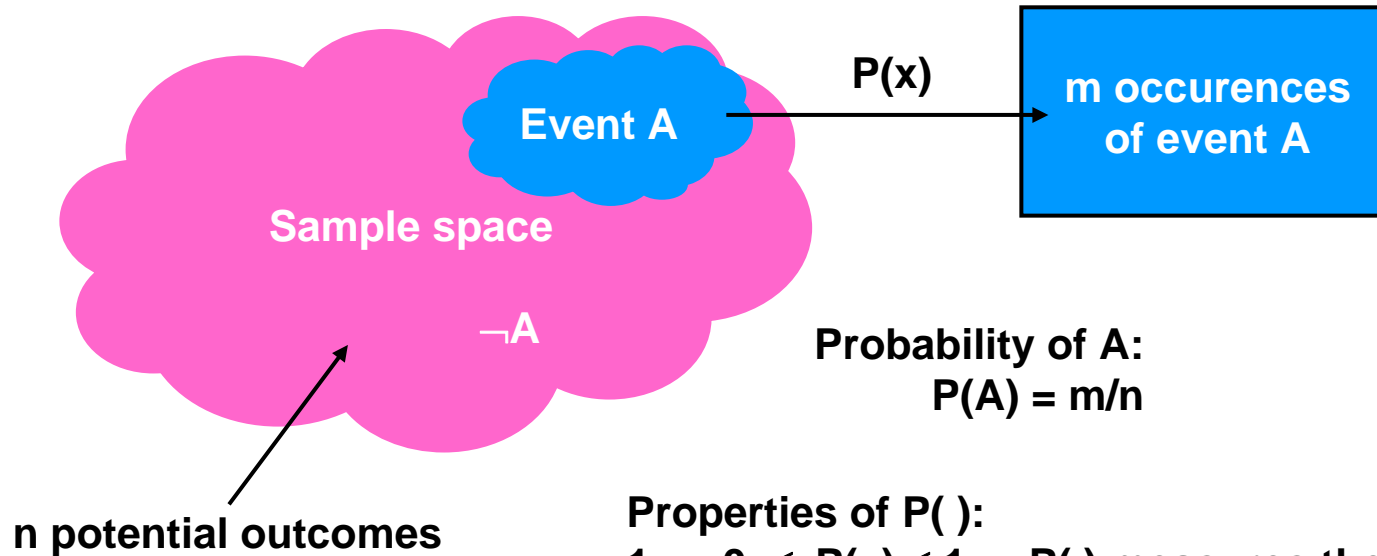 P(x)
m occurences
of event A
Event A
Sample space
¬A
Probability of A:
P(A) = m/n
n potential outcomes
Properties of P( ):